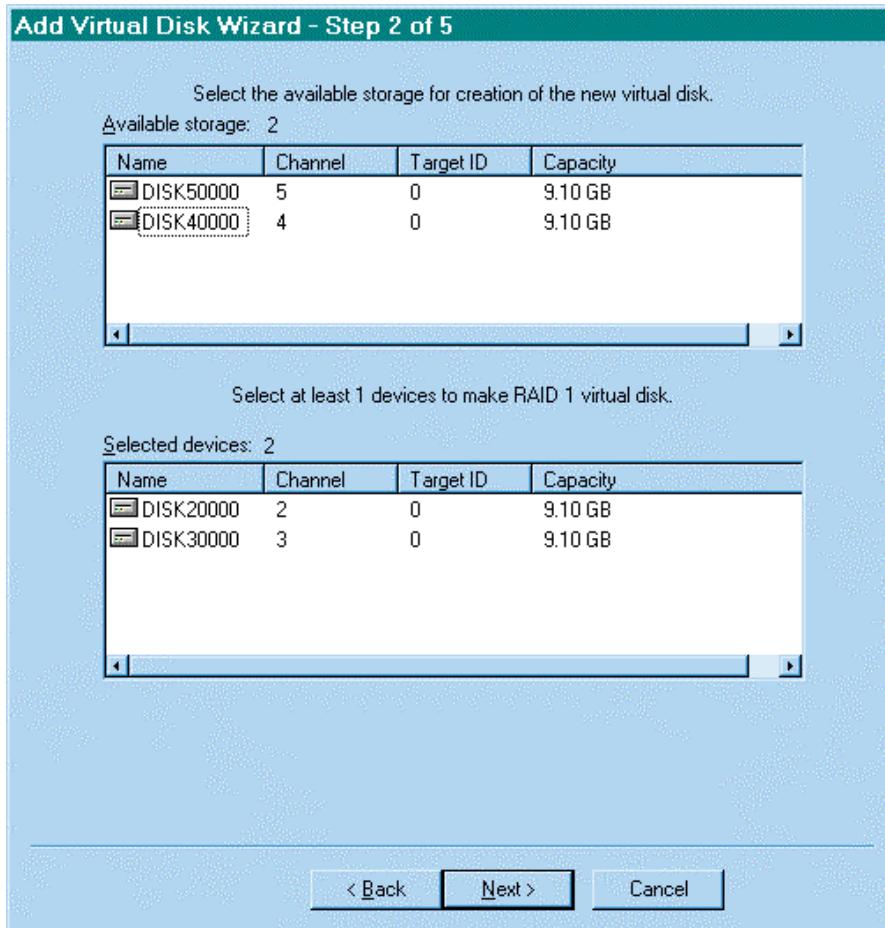 Add Virtual Disk Wizard - Step 2 of 5
Select the available storage for creation of the new virtual disk.
Available storage: 2
Name Channel Target ID Capacity
DISK50000 5 0 9.10 GB
DISK40000 4 0 9.10 GB
Select at least 1 devices to make RAID 1 virtual disk.
Selected devices: 2
Name Channel Target ID Capacity
DISK20000 2 0 9.10 GB
DISK30000 3 0 9.10 GB
< Back Next > Cancel